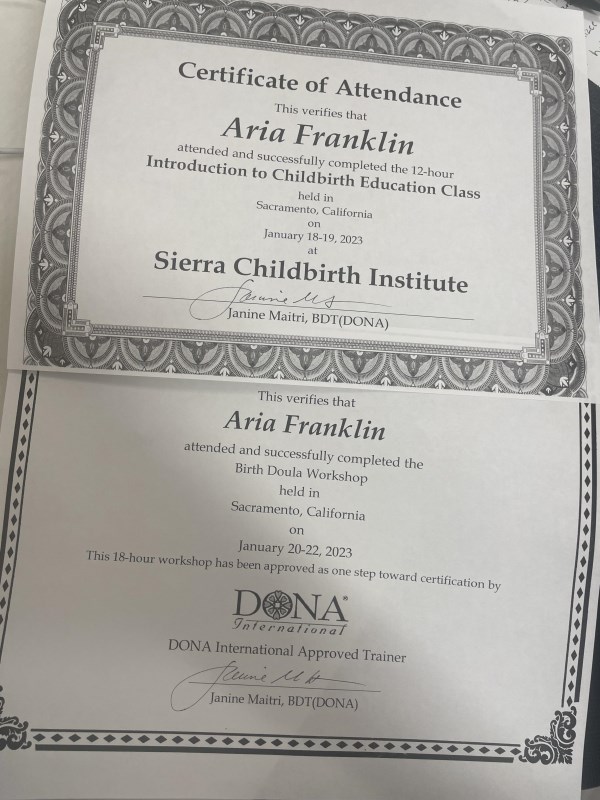 Certificate of Attendance
This verifies that
Aria Franklin
attended and successfully completed the 12-hour
Introduction to Childbirth Education Class
held in
Sacramento, California
on
January 18-19, 2023
at
Sierra Childbirth Institute
Janine Maitri, BDT(DONA)
This verifies that
Aria Franklin
attended and successfully completed the
Birth Doula Workshop
held in
Sacramento, California
on
January 20-22, 2023
This 18-hour workshop has been approved as one step toward certification by
DONA®
International
DONA International Approved Trainer
Janine Maitri, BDT(DONA)